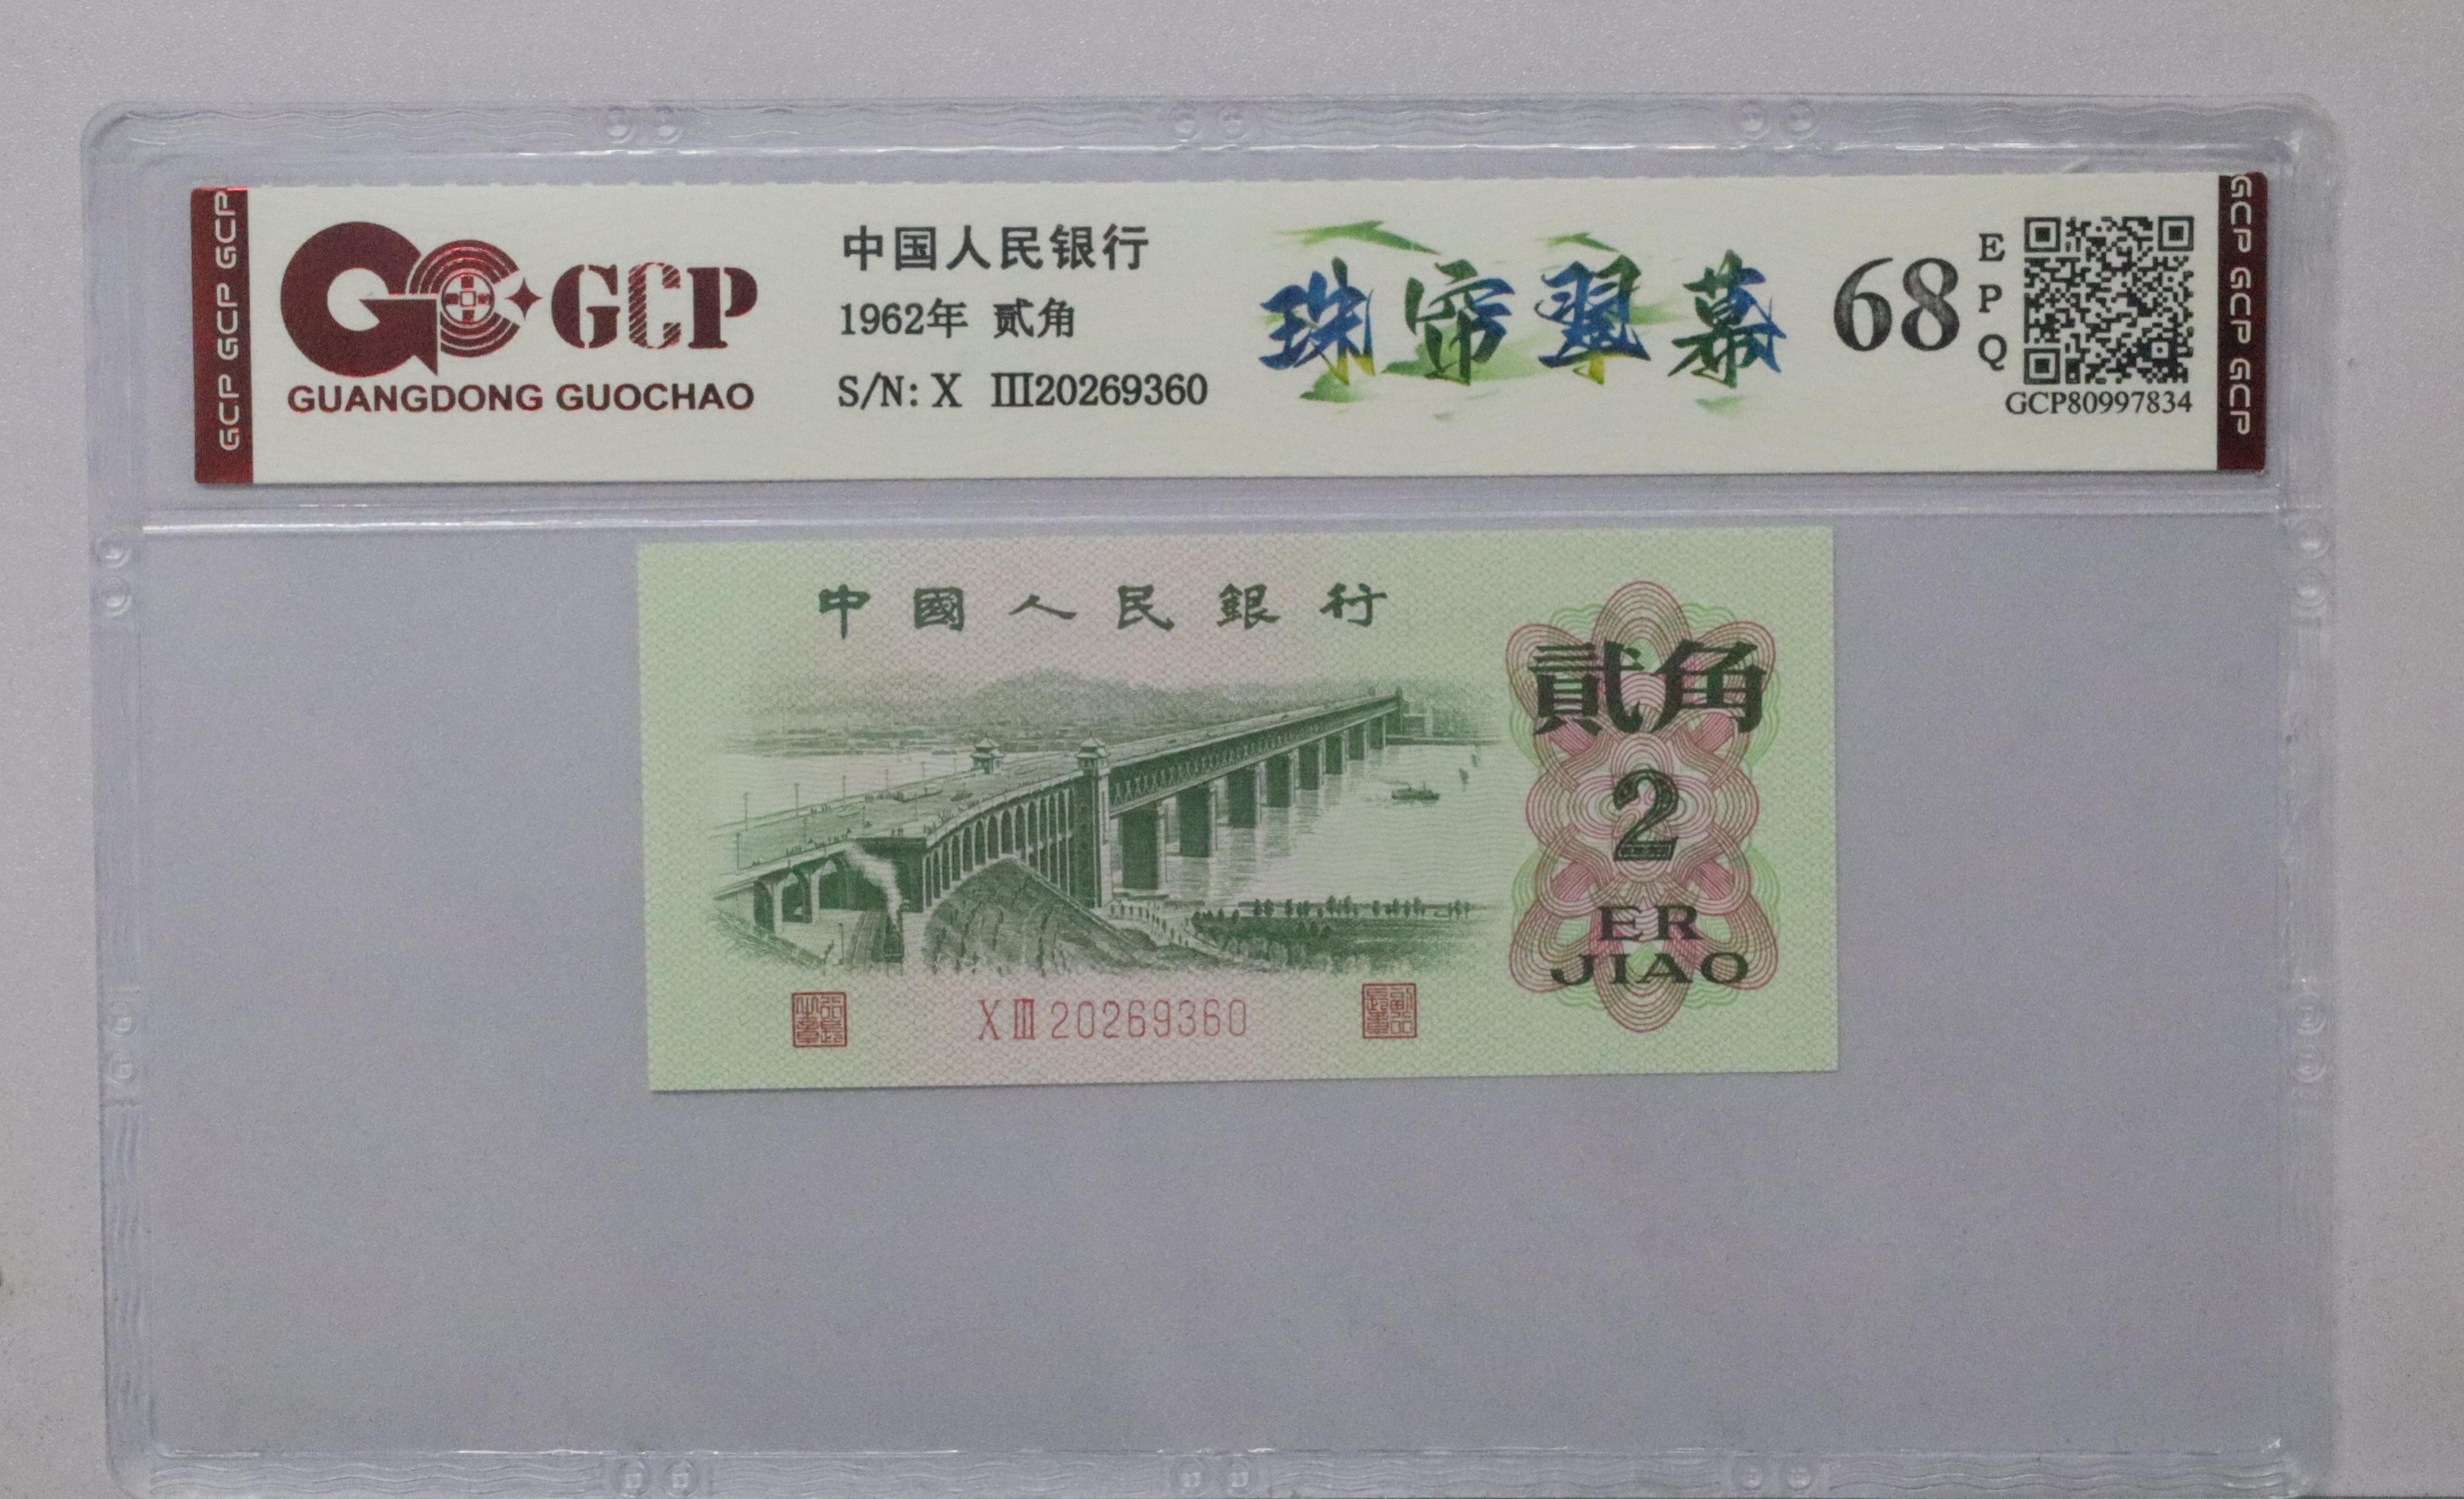 GCP GCP GCP
GCP
GUANGDONG GUOCHAO
中国人民银行
1962年 贰角
S/N: X Ⅲ20269360
珠帘翠幕
68
E
P
Q
GCP80997834
GCP GCP GCP
中國人民銀行
貳角
2
ER
JIAO
XⅢ20269360